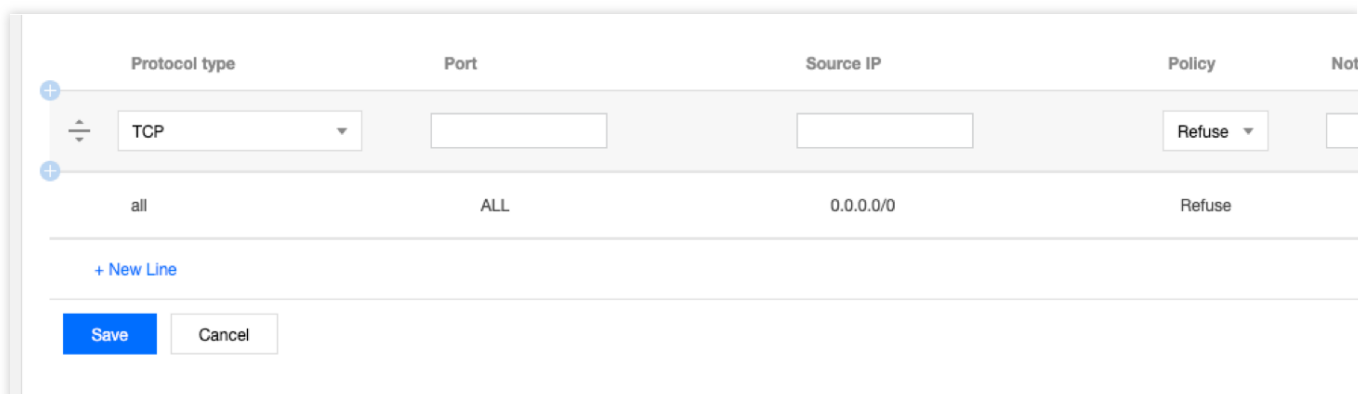 Protocol type Port Source IP Policy Not
TCP Refuse
all ALL 0.0.0.0/0 Refuse
+ New Line
Save Cancel